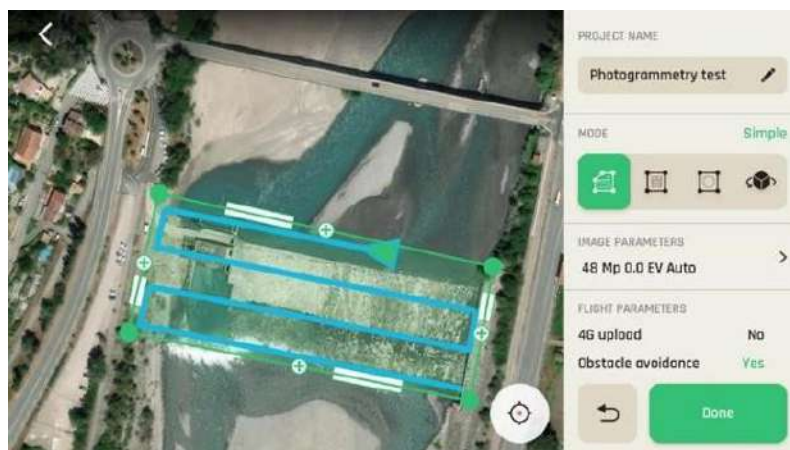 PROJECT NAME
Photogrammetry test
MODE Simple
IMAGE PARAMETERS
48 Mp 0.0 EV Auto
FLIGHT PARAMETERS
4G upload No
Obstacle avoidance Yes
Done